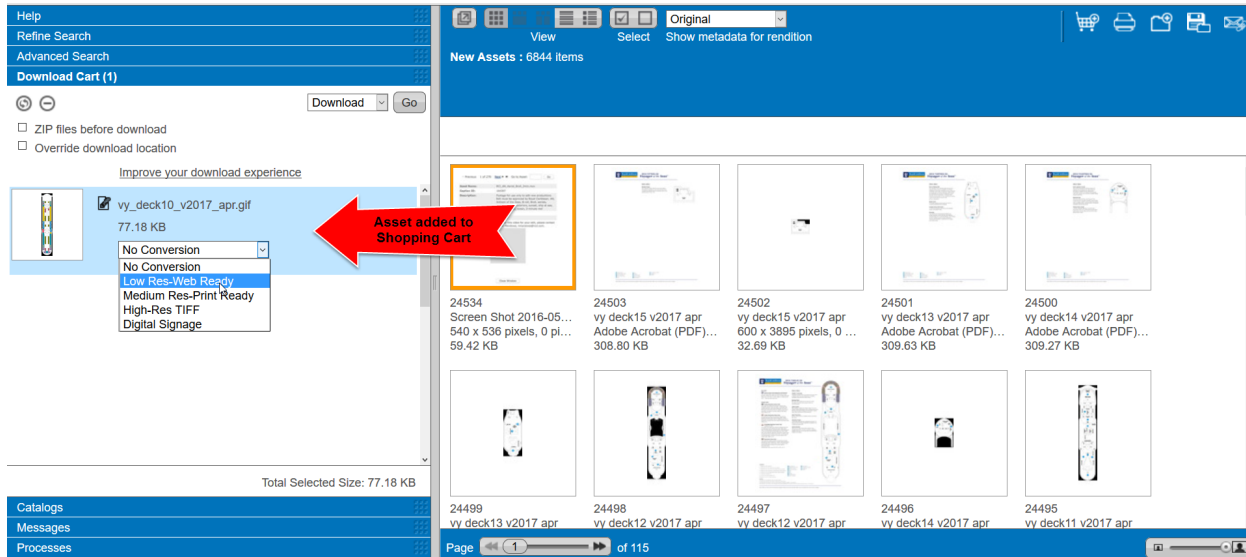 Help
Refine Search
Advanced Search
Download Cart (1)
Download
Go
ZIP files before download
Override download location
Improve your download experience
vy_deck10_v2017_apr.gif
77.18 KB
No Conversion
No Conversion
Low Res-Web Ready
Medium Res-Print Ready
High-Res TIFF
Digital Signage
Total Selected Size: 77.18 KB
Catalogs
Messages
Processes
Asset added to
Shopping Cart
Original
View
Select
Show metadata for rendition
New Assets : 6844 items
24534
Screen Shot 2016-05...
540 x 536 pixels, 0 pi...
59.42 KB
24503
vy deck15 v2017 apr
Adobe Acrobat (PDF)...
308.80 KB
24502
vy deck15 v2017 apr
600 x 3895 pixels, 0 ...
32.69 KB
24501
vy deck13 v2017 apr
Adobe Acrobat (PDF)...
309.63 KB
24500
vy deck14 v2017 apr
Adobe Acrobat (PDF)...
309.27 KB
24499
vy deck13 v2017 apr
24498
vy deck12 v2017 apr
24497
vy deck12 v2017 apr
24496
vy deck14 v2017 apr
24495
vy deck11 v2017 apr
Page
1
of 115